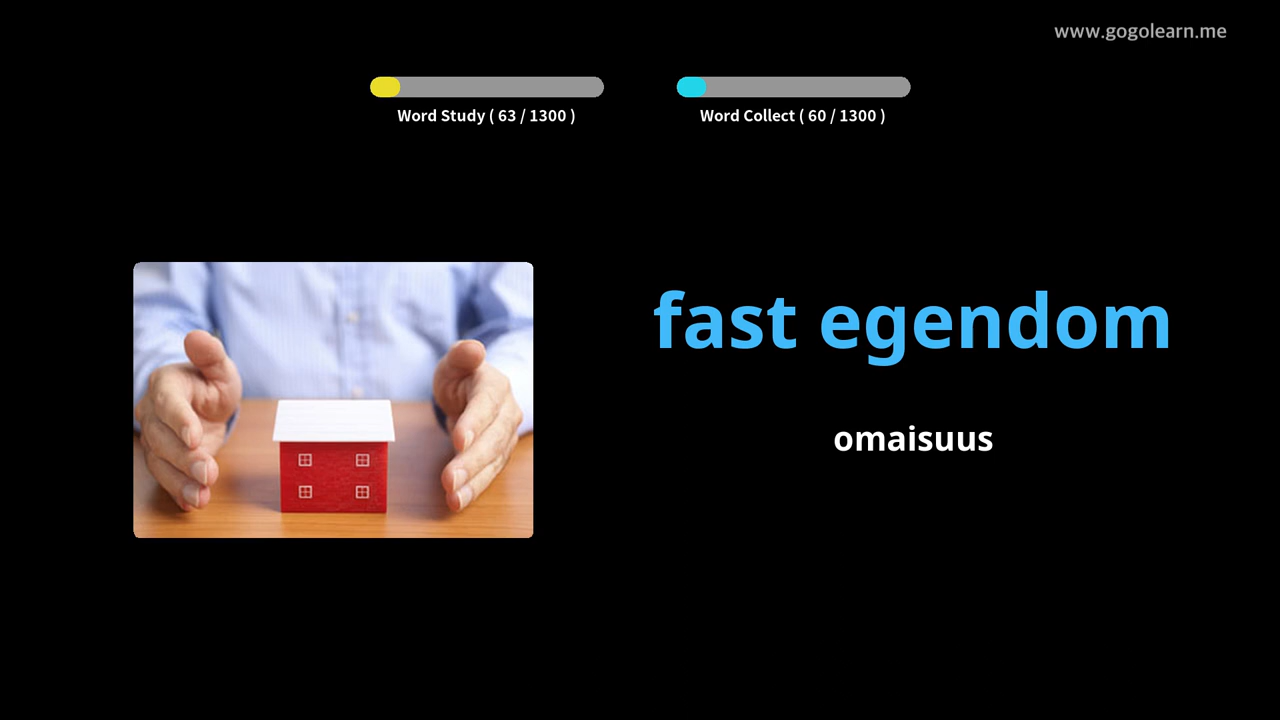 www.gogolearn.me
Word Study ( 63 / 1300 )
Word Collect ( 60 / 1300 )
fast egendom
omaisuus